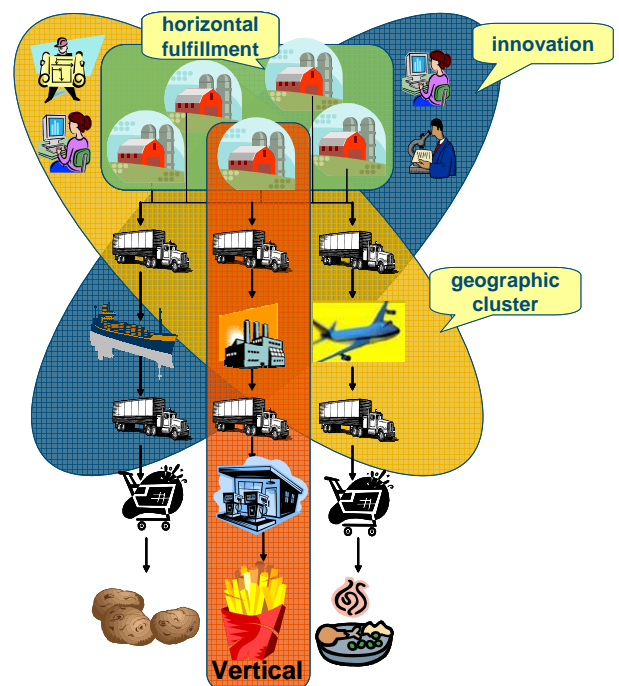 horizontal
fulfillment
innovation
geographic
cluster
Vertical